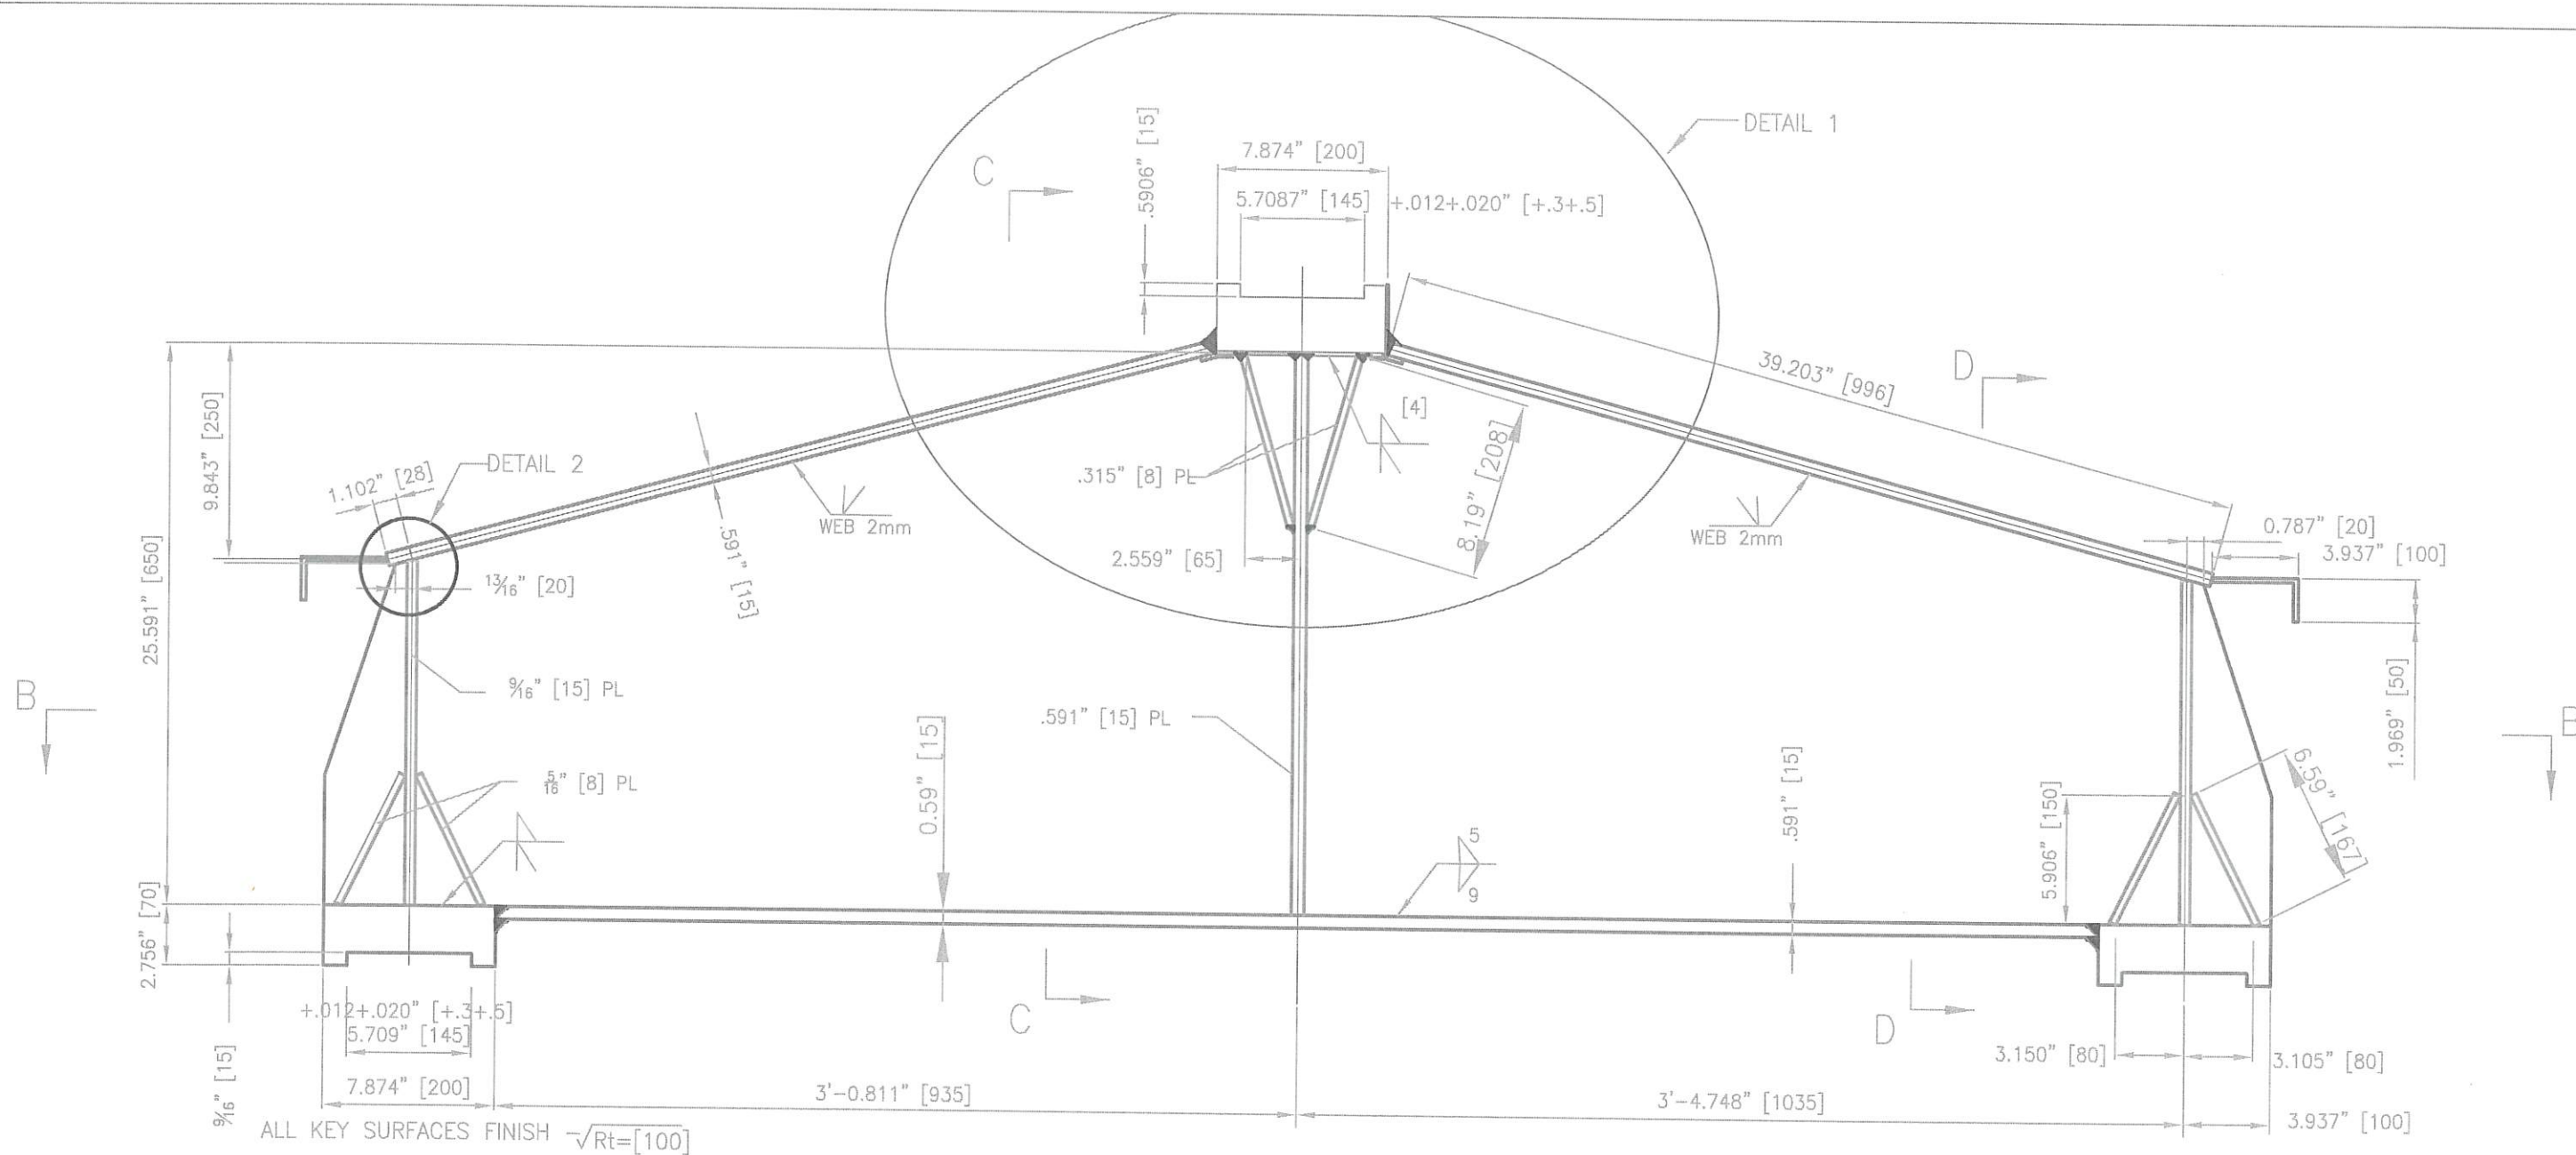 DETAIL 1
.5906" [15]
7.874" [200]
C
5.7087" [145] +.012+.020" [+.3+.5]
39.203" [996]
D
9.843" [250]
[4]
DETAIL 2
1.102" [28]
.315" [8] PL
8.19" [208]
WEB 2mm
WEB 2mm
.591" [15]
0.787" [20]
3.937" [100]
2.559" [65]
13/16" [20]
25.591" [650]
B
9/16" [15] PL
.591" [15] PL
1.969" [50]
B
0.59" [15]
.591" [15]
5/16" [8] PL
6.59" [167]
5.906" [150]
5
9
2.756" [70]
+.012+.020" [+.3+.5]
5.709" [145]
C
D
9/16" [15]
3.150" [80]
3.105" [80]
7.874" [200]
3'-0.811" [935]
3'-4.748" [1035]
3.937" [100]
ALL KEY SURFACES FINISH √Rt=[100]